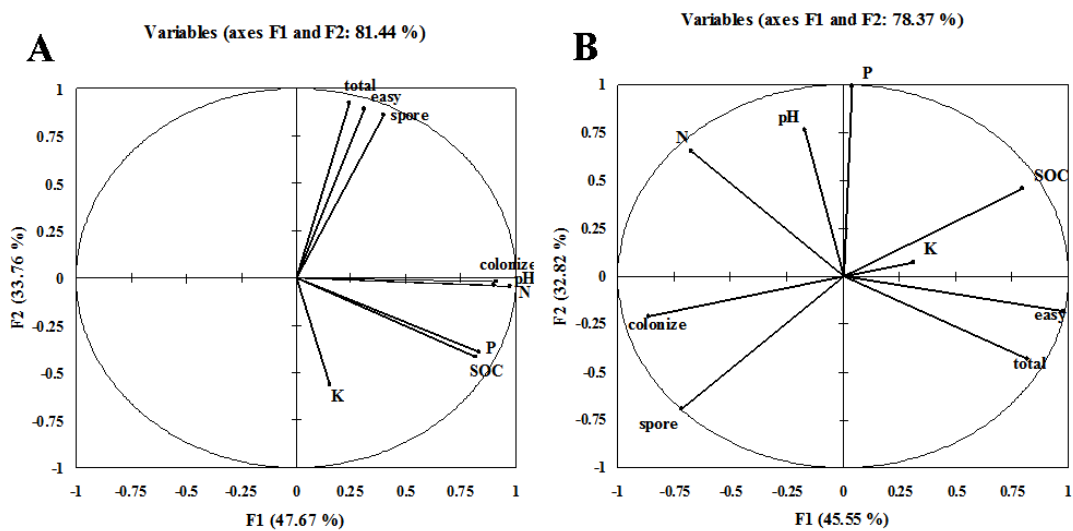 A
Variables (axes F1 and F2: 81.44 %)
total
easy
spore
colonize
pH
N
P
SOC
K
1
0.75
0.5
0.25
0
-0.25
-0.5
-0.75
-1
F2 (33.76 %)
-1
-0.75
-0.5
-0.25
0
0.25
0.5
0.75
1
F1 (47.67 %)
B
Variables (axes F1 and F2: 78.37 %)
P
pH
N
SOC
K
easy
colonize
total
spore
1
0.75
0.5
0.25
0
-0.25
-0.5
-0.75
-1
F2 (32.82 %)
-1
-0.75
-0.5
-0.25
0
0.25
0.5
0.75
1
F1 (45.55 %)